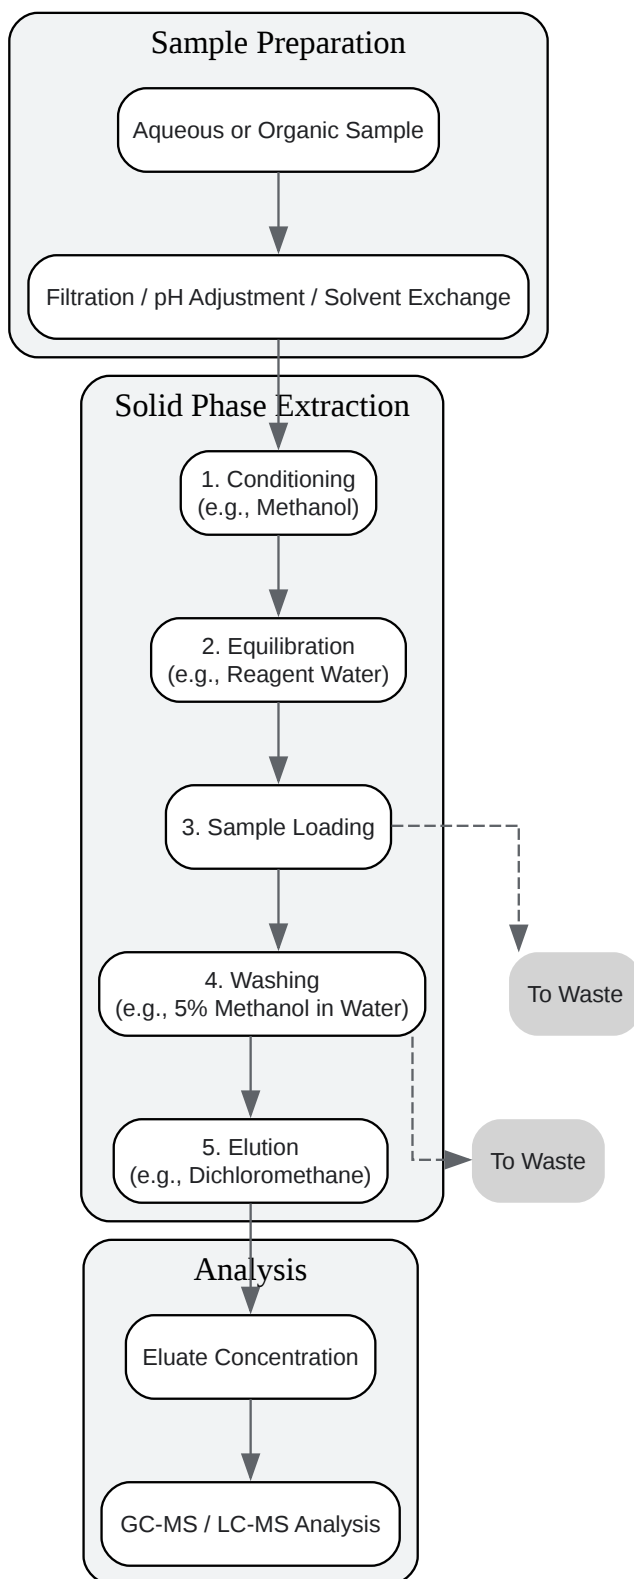 Sample Preparation
Aqueous or Organic Sample
Filtration / pH Adjustment / Solvent Exchange
Solid Phase Extraction
1. Conditioning
(e.g., Methanol)
2. Equilibration
(e.g., Reagent Water)
3. Sample Loading
4. Washing
(e.g., 5% Methanol in Water)
To Waste
5. Elution
(e.g., Dichloromethane)
To Waste
Analysis
Eluate Concentration
GC-MS / LC-MS Analysis